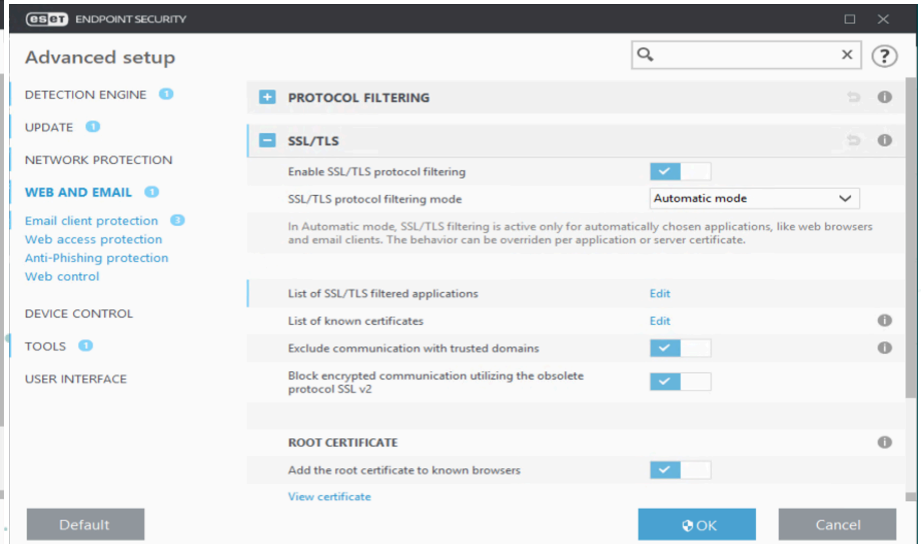 eset ENDPOINT SECURITY
Advanced setup
DETECTION ENGINE 1
UPDATE 1
NETWORK PROTECTION
WEB AND EMAIL 1
Email client protection 3
Web access protection
Anti-Phishing protection
Web control
DEVICE CONTROL
TOOLS 1
USER INTERFACE
PROTOCOL FILTERING
SSL/TLS
Enable SSL/TLS protocol filtering
SSL/TLS protocol filtering mode Automatic mode
In Automatic mode, SSL/TLS filtering is active only for automatically chosen applications, like web browsers
and email clients. The behavior can be overriden per application or server certificate.
List of SSL/TLS filtered applications Edit
List of known certificates Edit
Exclude communication with trusted domains
Block encrypted communication utilizing the obsolete
protocol SSL v2
ROOT CERTIFICATE
Add the root certificate to known browsers
View certificate
Default
OK
Cancel